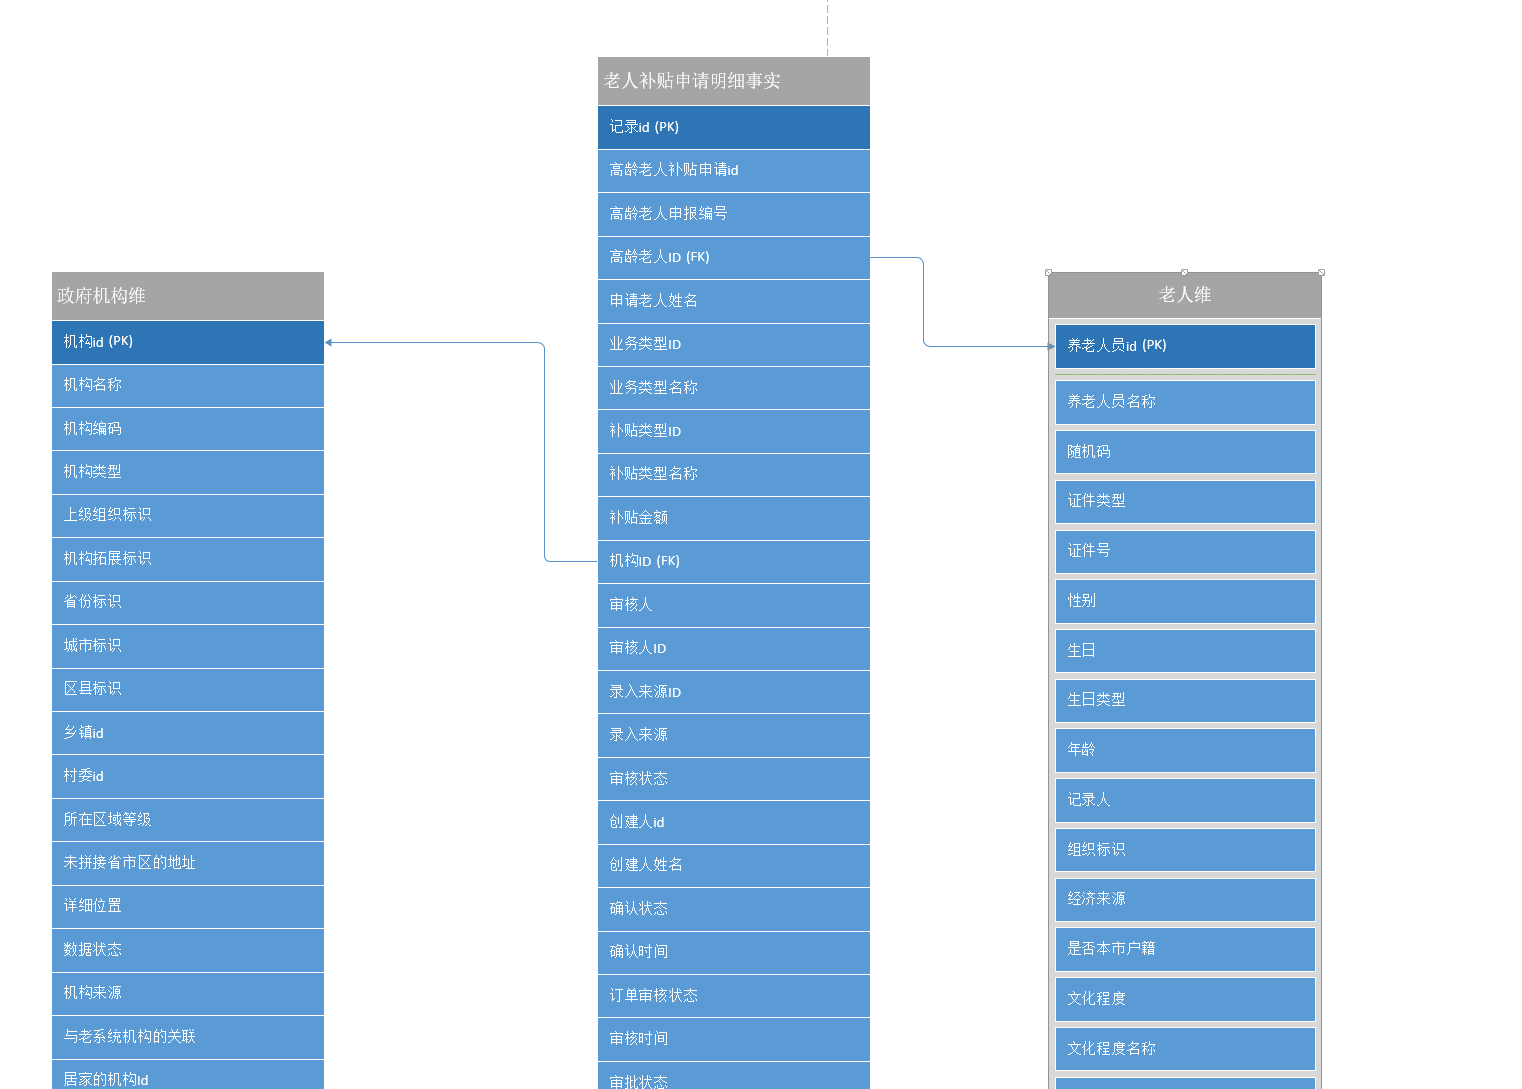 老人补贴申请明细事实
记录id (PK)
高龄老人补贴申请id
高龄老人申报编号
高龄老人ID (FK)
申请老人姓名
业务类型ID
业务类型名称
补贴类型ID
补贴类型名称
补贴金额
机构ID (FK)
审核人
审核人ID
录入来源ID
录入来源
审核状态
创建人id
创建人姓名
确认状态
确认时间
订单审核状态
审核时间
审批状态
政府机构维
机构id (PK)
机构名称
机构编码
机构类型
上级组织标识
机构拓展标识
省份标识
城市标识
区县标识
乡镇id
村委id
所在区域等级
未拼接省市区的地址
详细位置
数据状态
机构来源
与老系统机构的关联
居家的机构Id
老人维
养老人员id (PK)
养老人员名称
随机码
证件类型
证件号
性别
生日
生日类型
年龄
记录人
组织标识
经济来源
是否本市户籍
文化程度
文化程度名称